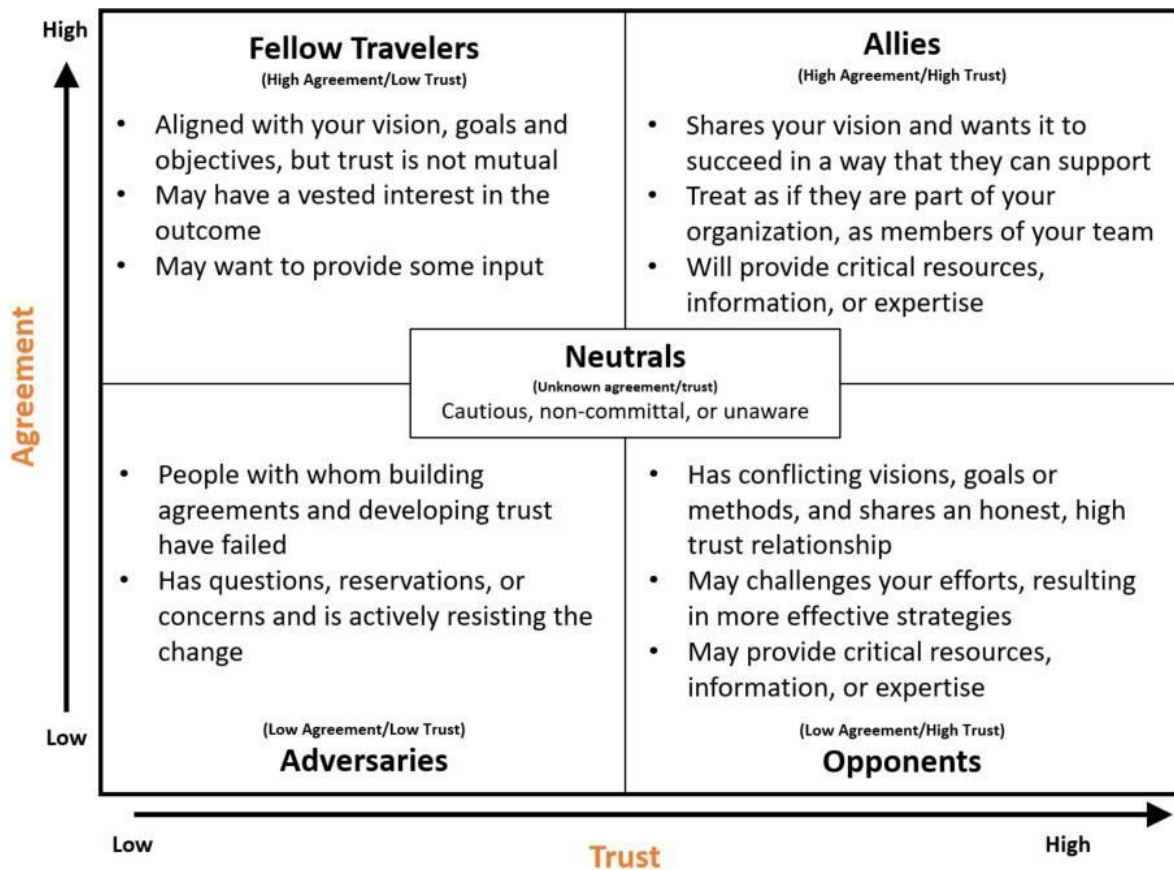 High
Fellow Travelers
(High Agreement/Low Trust)
• Aligned with your vision, goals and
objectives, but trust is not mutual
• May have a vested interest in the
outcome
• May want to provide some input
Allies
(High Agreement/High Trust)
• Shares your vision and wants it to
succeed in a way that they can support
• Treat as if they are part of your
organization, as members of your team
• Will provide critical resources,
information, or expertise
Agreement
Neutrals
(Unknown agreement/trust)
Cautious, non-committal, or unaware
• People with whom building
agreements and developing trust
have failed
• Has questions, reservations, or
concerns and is actively resisting the
change
(Low Agreement/Low Trust)
Adversaries
• Has conflicting visions, goals or
methods, and shares an honest, high
trust relationship
• May challenges your efforts, resulting
in more effective strategies
• May provide critical resources,
information, or expertise
(Low Agreement/High Trust)
Opponents
Low
Low
Trust
High